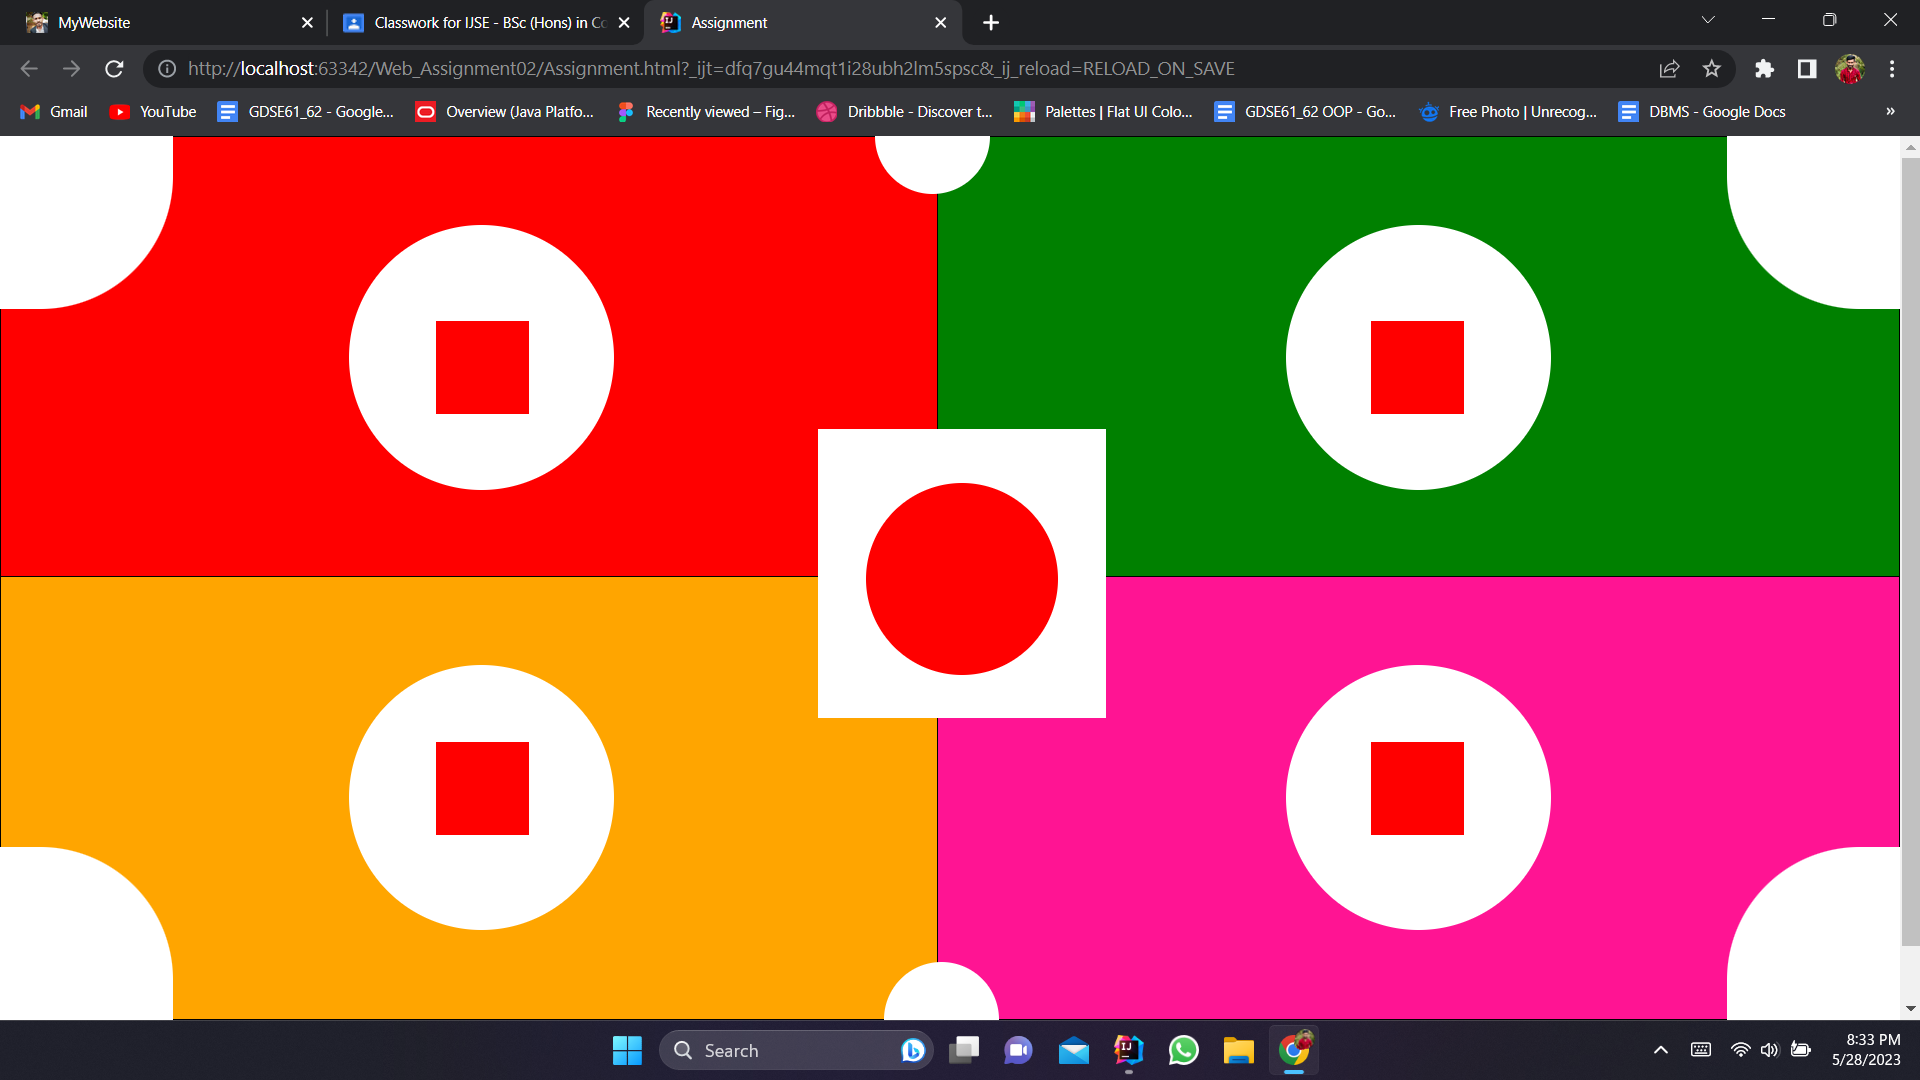 MyWebsite
Classwork for IJSE - BSc (Hons) in Co
Assignment
http://localhost:63342/Web_Assignment02/Assignment.html?_ijt=dfq7gu44mqt1i28ubh2lm5spsc&_ij_reload=RELOAD_ON_SAVE
Gmail
YouTube
GDSE61_62 - Google...
Overview (Java Platfo...
Recently viewed – Fig...
Dribbble - Discover t...
Palettes | Flat UI Colo...
GDSE61_62 OOP - Go...
Free Photo | Unrecog...
DBMS - Google Docs
»
Search
8:33 PM
5/28/2023